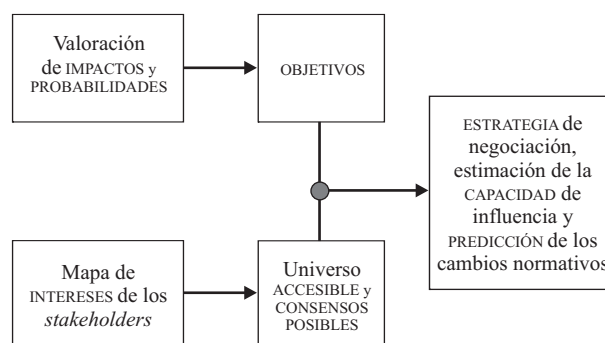 Valoración
de IMPACTOS y
PROBABILIDADES
OBJETIVOS
ESTRATEGIA de
negociación,
estimación de la
CAPACIDAD de
influencia y
PREDICCIÓN de los
cambios normativos
Mapa de
INTERESES de los
stakeholders
Universo
ACCESIBLE y
CONSENSOS
POSIBLES